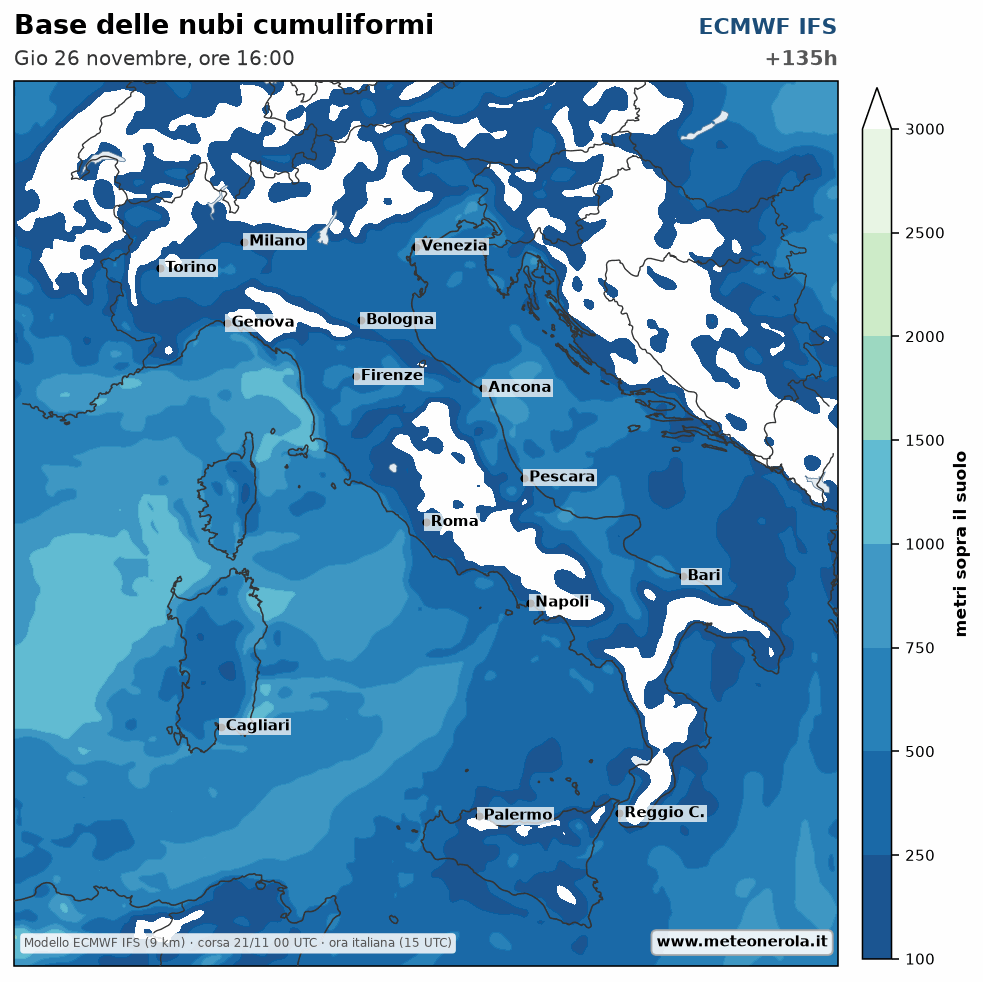 Base delle nubi cumuliformi
ECMWF IFS
Gio 26 novembre, ore 16:00
+135h
Milano
Venezia
Torino
Genova
Bologna
Firenze
Ancona
Pescara
Roma
Bari
Napoli
Cagliari
Palermo
Reggio C.
3000
2500
2000
1500
1000
750
500
250
100
metri sopra il suolo
Modello ECMWF IFS (9 km) · corsa 21/11 00 UTC · ora italiana (15 UTC)
www.meteonerola.it